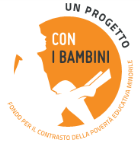 UN PROGETTO
CON
I BAMBINI
FONDO PER IL CONTRASTO DELLA POVERTÀ EDUCATIVA MINORILE